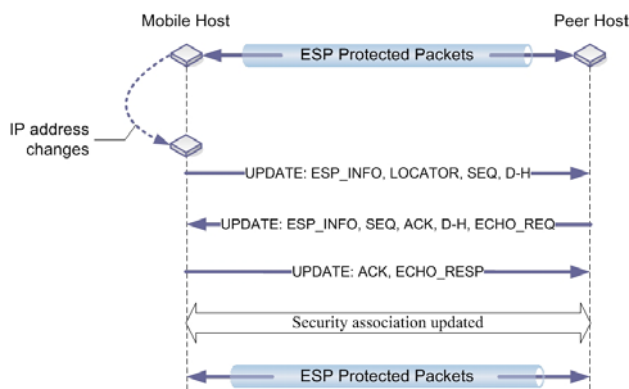 Mobile Host
Peer Host
ESP Protected Packets
IP address
changes
UPDATE: ESP_INFO, LOCATOR, SEQ, D-H
UPDATE: ESP_INFO, SEQ, ACK, D-H, ECHO_REQ
UPDATE: ACK, ECHO_RESP
Security association updated
ESP Protected Packets